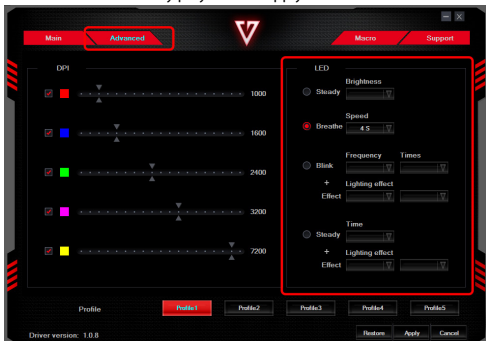 Main Advanced Macro Support
DPI
1000
1600
2400
3200
7200
LED
Brightness
Steady
Speed
Breathe 4 S
Frequency Times
Blink
+ Lighting effect
Effect
Time
Steady
+ Lighting effect
Effect
Profile Profile1 Profile2 Profile3 Profile4 Profile5
Driver version: 1.0.8 Restore Apply Cancel